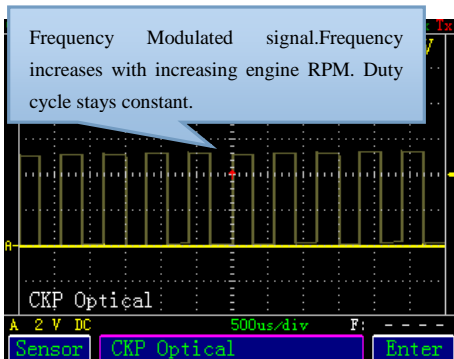 Frequency Modulated signal.Frequency
increases with increasing engine RPM. Duty
cycle stays constant.
Tx
V
A
CKP Optical
A 2 V DC 500us/div F: - - - -
Sensor CKP Optical Enter